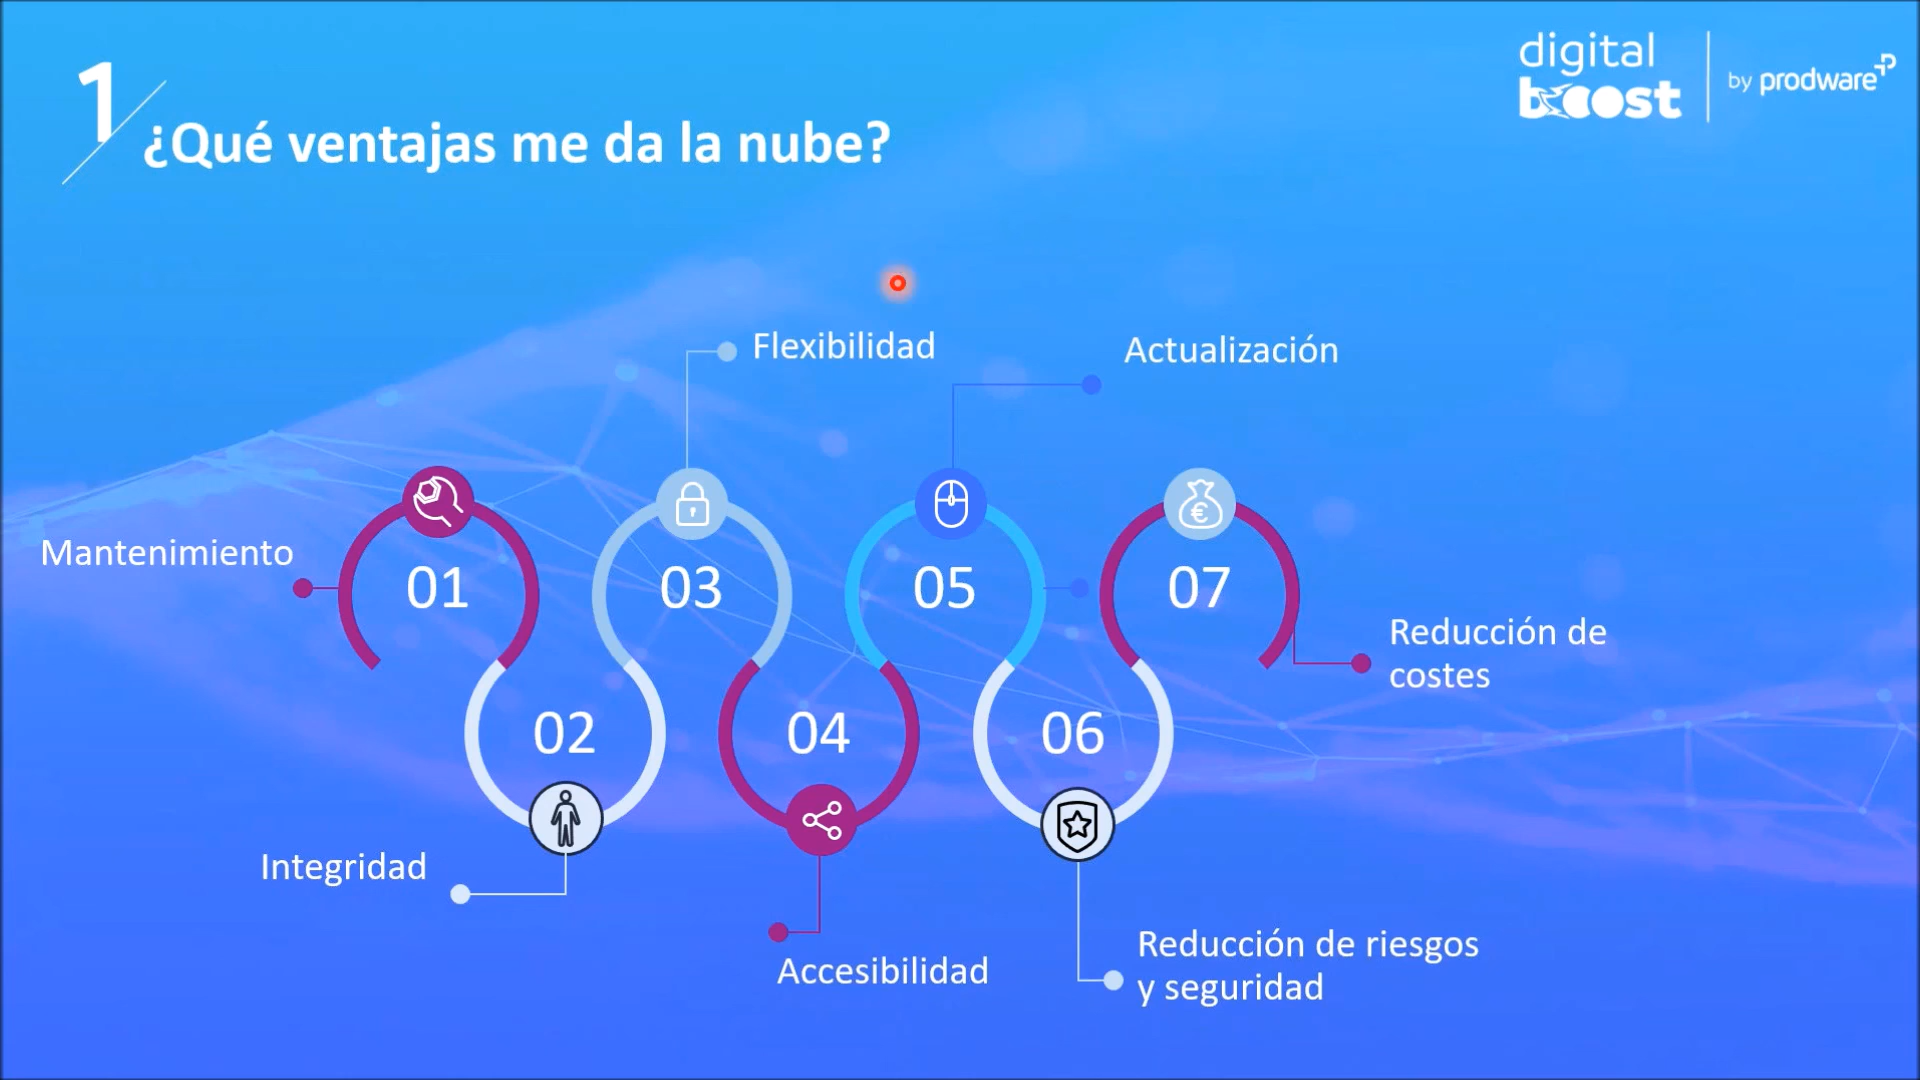 1
¿Qué ventajas me da la nube?
digital
boost
by prodware
Flexibilidad
Actualización
Mantenimiento
01
03
05
07
Reducción de
costes
02
04
06
Integridad
Accesibilidad
Reducción de riesgos
y seguridad